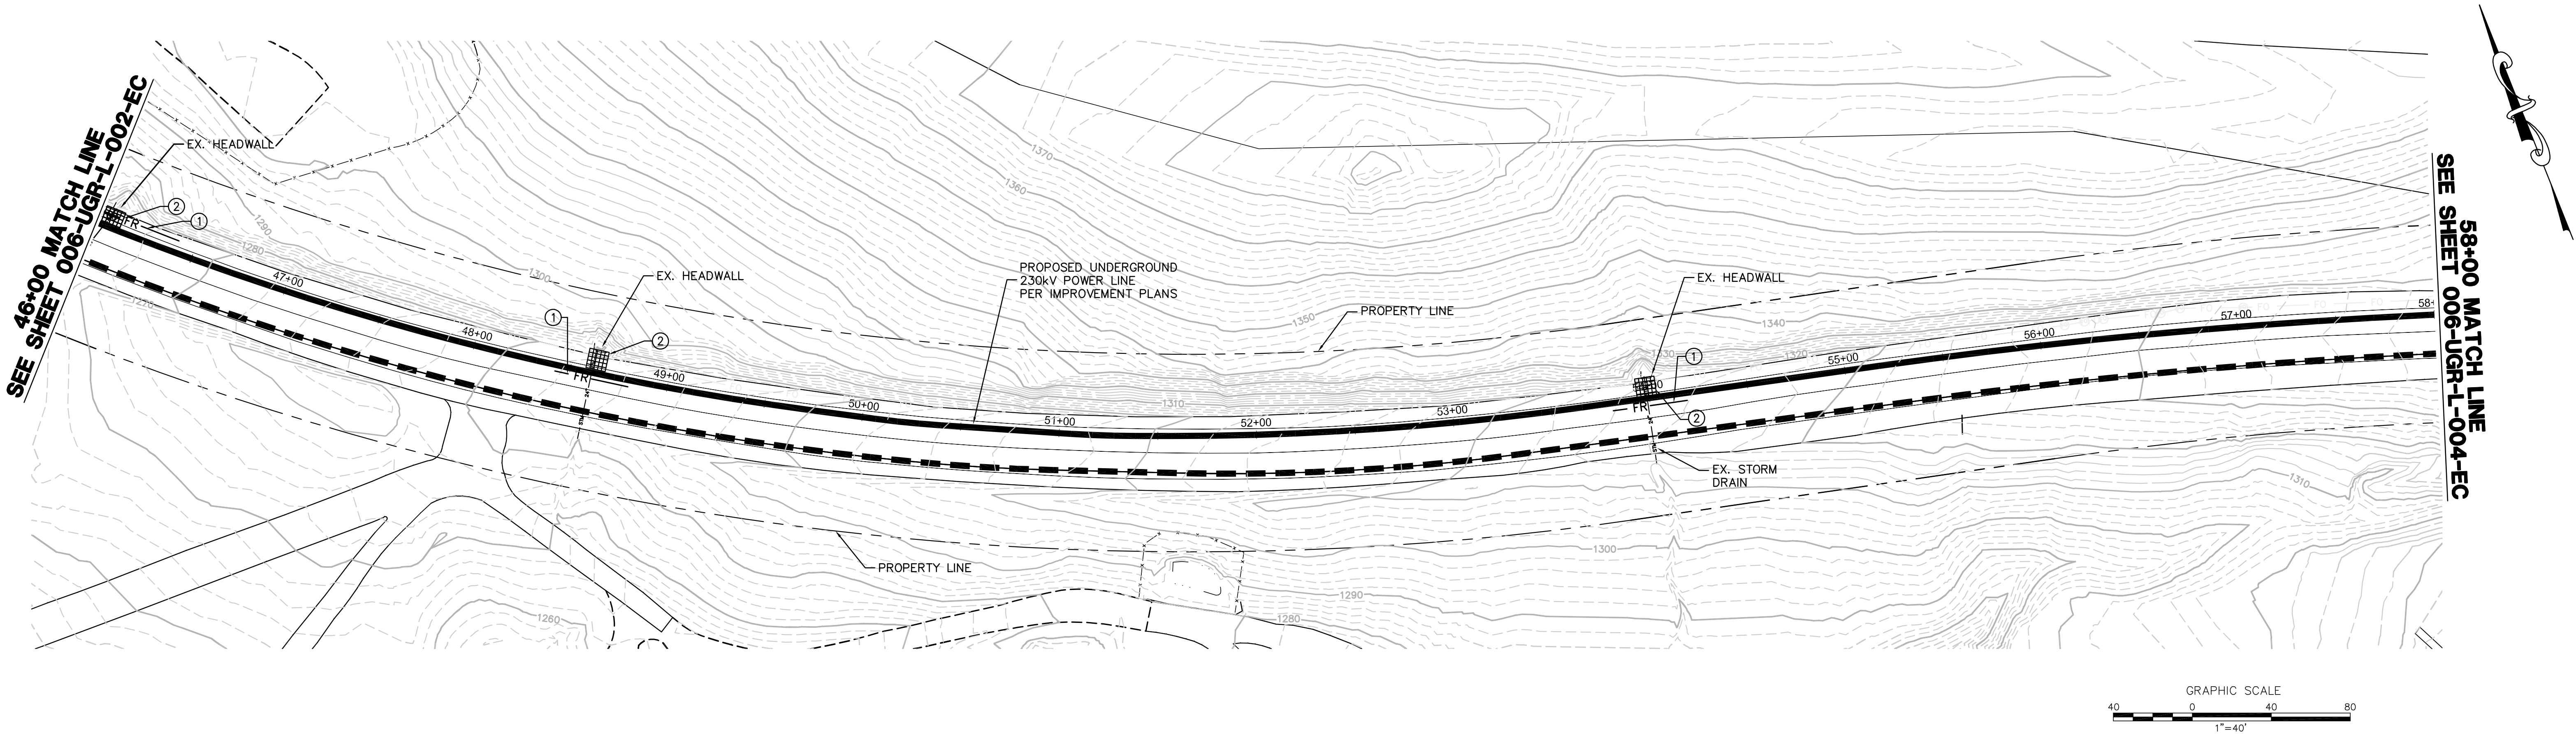 46+00 MATCH LINE
SEE SHEET 006-UGR-L-002-EC
EX. HEADWALL
2
1
FR
1290
1280
1270
47+00
48+00
1300
EX. HEADWALL
1
2
FR
49+00
50+00
PROPOSED UNDERGROUND
230kV POWER LINE
PER IMPROVEMENT PLANS
1370
1360
1350
PROPERTY LINE
1310
51+00
52+00
53+00
EX. HEADWALL
1340
1330
1320
1
2
FR
55+00
56+00
57+00
58+
EX. STORM
DRAIN
PROPERTY LINE
1260
1280
1290
1300
1310
58+00 MATCH LINE
SEE SHEET 006-UGR-L-004-EC
GRAPHIC SCALE
40 0 40 80
1"=40'